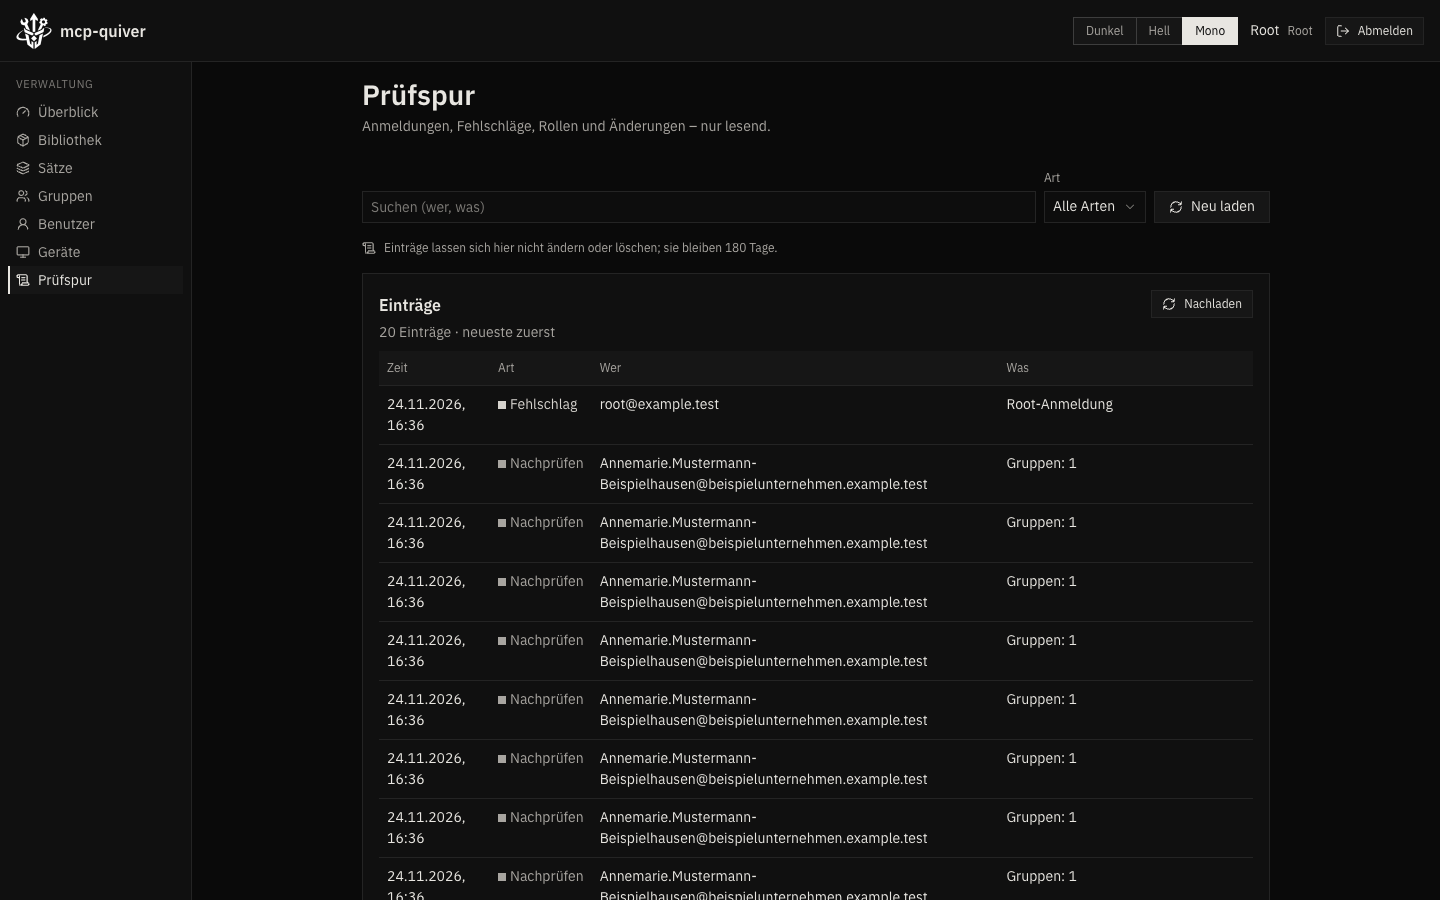 mcp-quiver
Dunkel Hell Mono Root Root Abmelden
VERWALTUNG
Überblick
Bibliothek
Sätze
Gruppen
Benutzer
Geräte
Prüfspur
Prüfspur
Anmeldungen, Fehlschläge, Rollen und Änderungen – nur lesend.
Art
Suchen (wer, was) Alle Arten Neu laden
Einträge lassen sich hier nicht ändern oder löschen; sie bleiben 180 Tage.
Einträge Nachladen
20 Einträge · neueste zuerst
Zeit Art Wer Was
24.11.2026, Fehlschlag root@example.test Root-Anmeldung
16:36
24.11.2026, Nachprüfen Annemarie.Mustermann- Gruppen: 1
16:36 Beispielhausen@beispielunternehmen.example.test
24.11.2026, Nachprüfen Annemarie.Mustermann- Gruppen: 1
16:36 Beispielhausen@beispielunternehmen.example.test
24.11.2026, Nachprüfen Annemarie.Mustermann- Gruppen: 1
16:36 Beispielhausen@beispielunternehmen.example.test
24.11.2026, Nachprüfen Annemarie.Mustermann- Gruppen: 1
16:36 Beispielhausen@beispielunternehmen.example.test
24.11.2026, Nachprüfen Annemarie.Mustermann- Gruppen: 1
16:36 Beispielhausen@beispielunternehmen.example.test
24.11.2026, Nachprüfen Annemarie.Mustermann- Gruppen: 1
16:36 Beispielhausen@beispielunternehmen.example.test
24.11.2026, Nachprüfen Annemarie.Mustermann- Gruppen: 1
16:36 Beispielhausen@beispielunternehmen.example.test
24.11.2026, Nachprüfen Annemarie.Mustermann- Gruppen: 1
16:36 Beispielhausen@beispielunternehmen.example.test